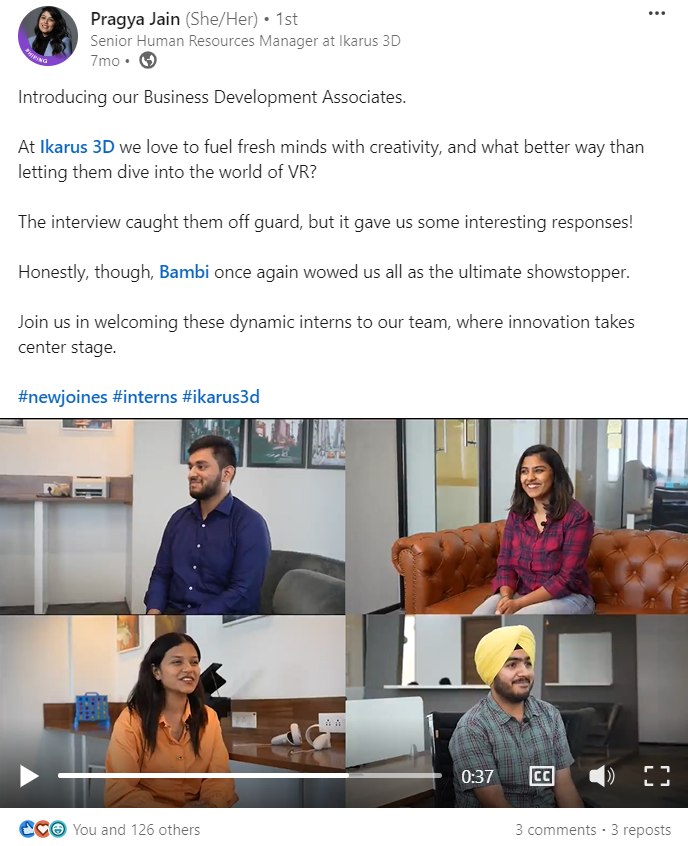 Pragya Jain (She/Her) • 1st
Senior Human Resources Manager at Ikarus 3D
7mo •
#HIRING
Introducing our Business Development Associates.
At Ikarus 3D we love to fuel fresh minds with creativity, and what better way than
letting them dive into the world of VR?
The interview caught them off guard, but it gave us some interesting responses!
Honestly, though, Bambi once again wowed us all as the ultimate showstopper.
Join us in welcoming these dynamic interns to our team, where innovation takes
center stage.
#newjoines #interns #ikarus3d
0:37
CC
You and 126 others
3 comments • 3 reposts